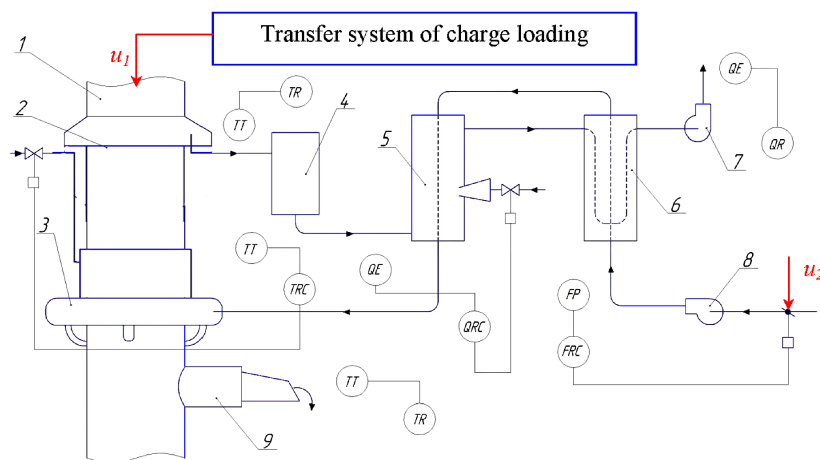 Transfer system of charge loading
u1
1
2
TR
TT
4
QE
5
7
QR
6
3
TT
TRC
QE
8
u2
FP
QRC
FRC
TT
TR
9